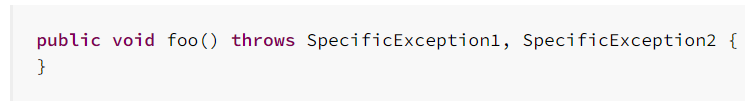 public void foo() throws SpecificException1, SpecificException2 {
}